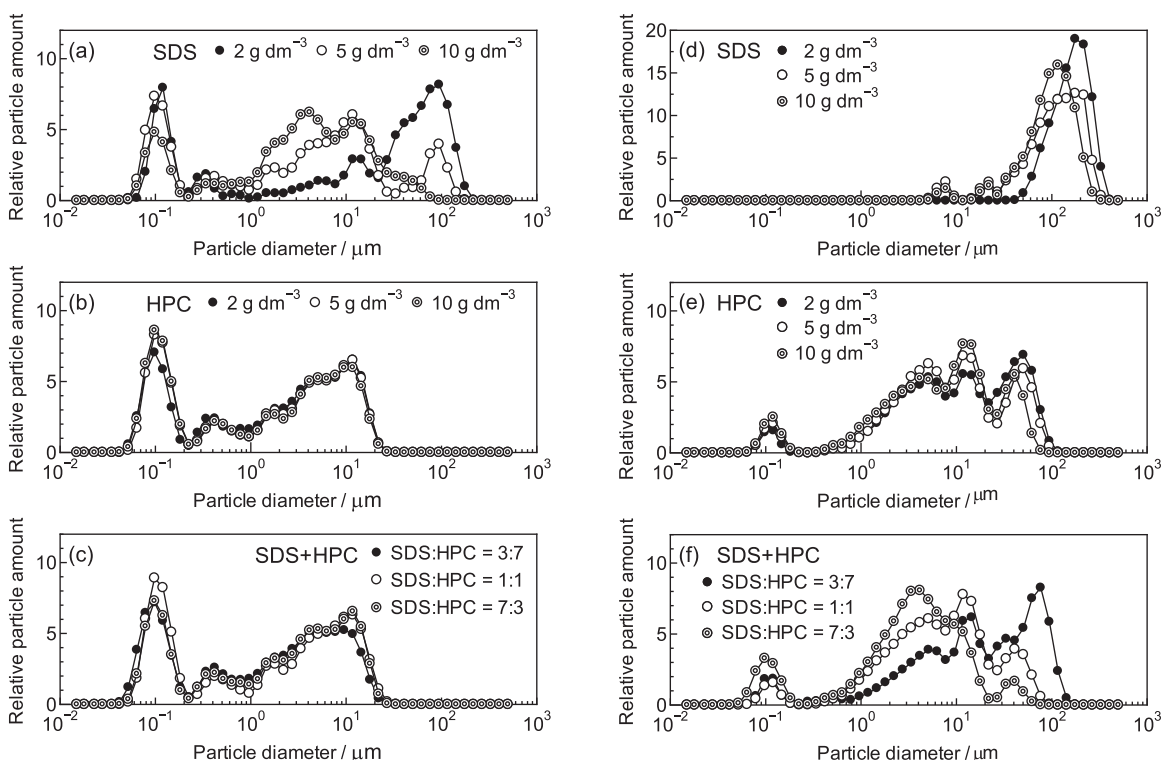 (a) SDS ● 2 g dm⁻³ ○ 5 g dm⁻³ ◎ 10 g dm⁻³
Relative particle amount
10
5
0
10⁻² 10⁻¹ 10⁰ 10¹ 10² 10³
Particle diameter / μm
(b) HPC ● 2 g dm⁻³ ○ 5 g dm⁻³ ◎ 10 g dm⁻³
Relative particle amount
10
5
0
10⁻² 10⁻¹ 10⁰ 10¹ 10² 10³
Particle diameter / μm
(c) SDS+HPC
● SDS:HPC = 3:7
○ SDS:HPC = 1:1
◎ SDS:HPC = 7:3
Relative particle amount
10
5
0
10⁻² 10⁻¹ 10⁰ 10¹ 10² 10³
Particle diameter / μm
(d) SDS
● 2 g dm⁻³
○ 5 g dm⁻³
◎ 10 g dm⁻³
Relative particle amount
20
15
10
5
0
10⁻² 10⁻¹ 10⁰ 10¹ 10² 10³
Particle diameter / μm
(e) HPC
● 2 g dm⁻³
○ 5 g dm⁻³
◎ 10 g dm⁻³
Relative particle amount
10
5
0
10⁻² 10⁻¹ 10⁰ 10¹ 10² 10³
Particle diameter / μm
(f) SDS+HPC
● SDS:HPC = 3:7
○ SDS:HPC = 1:1
◎ SDS:HPC = 7:3
Relative particle amount
10
5
0
10⁻² 10⁻¹ 10⁰ 10¹ 10² 10³
Particle diameter / μm